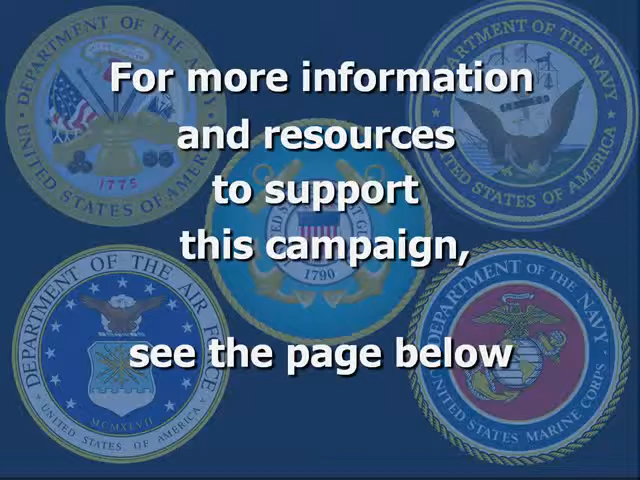 For more information
and resources
to support
this campaign,
see the page below
DEPARTMENT OF THE ARMY
UNITED STATES OF AMERICA
1775
DEPARTMENT OF THE NAVY
UNITED STATES OF AMERICA
1790
DEPARTMENT OF THE AIR FORCE
MCMXLVII
UNITED STATES OF AMERICA
DEPARTMENT OF THE NAVY
UNITED STATES MARINE CORPS